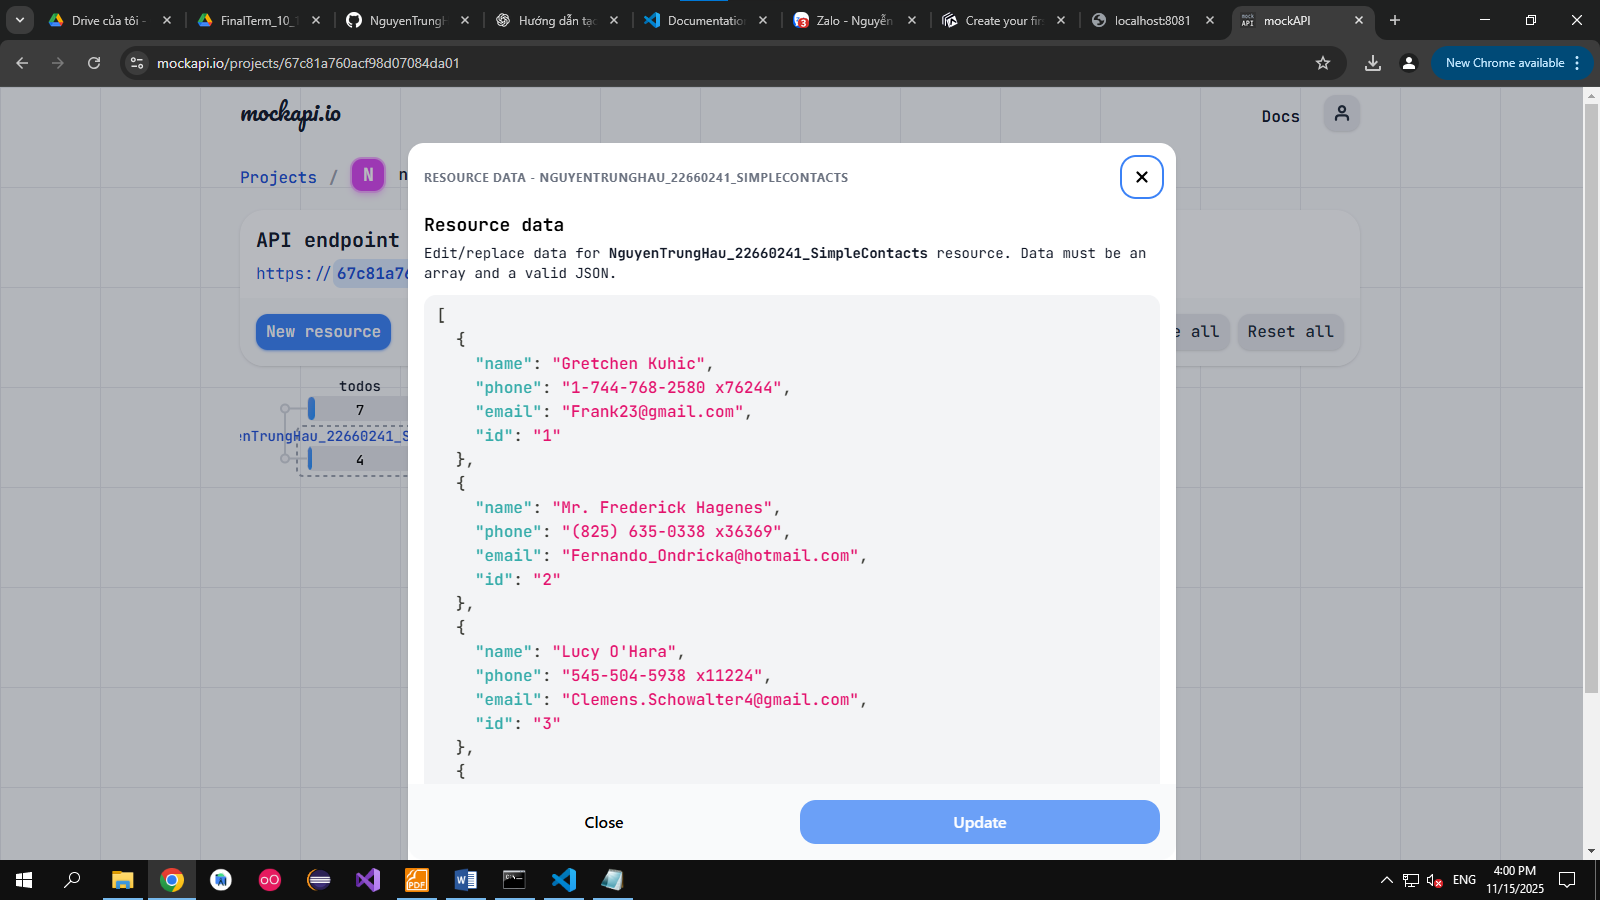 Drive của tôi -
FinalTerm_10_1
NguyenTrungH
Hướng dẫn tạo
Documentatio
Zalo - Nguyễn
Create your firs
localhost:8081
mockAPI
mockapi.io/projects/67c81a760acf98d07084da01
New Chrome available
mockapi.io
Docs
Projects / N n
RESOURCE DATA - NGUYENTRUNGHAU_22660241_SIMPLECONTACTS
Resource data
Edit/replace data for NguyenTrungHau_22660241_SimpleContacts resource. Data must be an
array and a valid JSON.
API endpoint
https://67c81a76
New resource
e all
Reset all
todos
7
enTrungHau_22660241_S
4
[
{
"name": "Gretchen Kuhic",
"phone": "1-744-768-2580 x76244",
"email": "Frank23@gmail.com",
"id": "1"
},
{
"name": "Mr. Frederick Hagenes",
"phone": "(825) 635-0338 x36369",
"email": "Fernando_Ondricka@hotmail.com",
"id": "2"
},
{
"name": "Lucy O'Hara",
"phone": "545-504-5938 x11224",
"email": "Clemens.Schowalter4@gmail.com",
"id": "3"
},
{
Close
Update
ENG
4:00 PM
11/15/2025